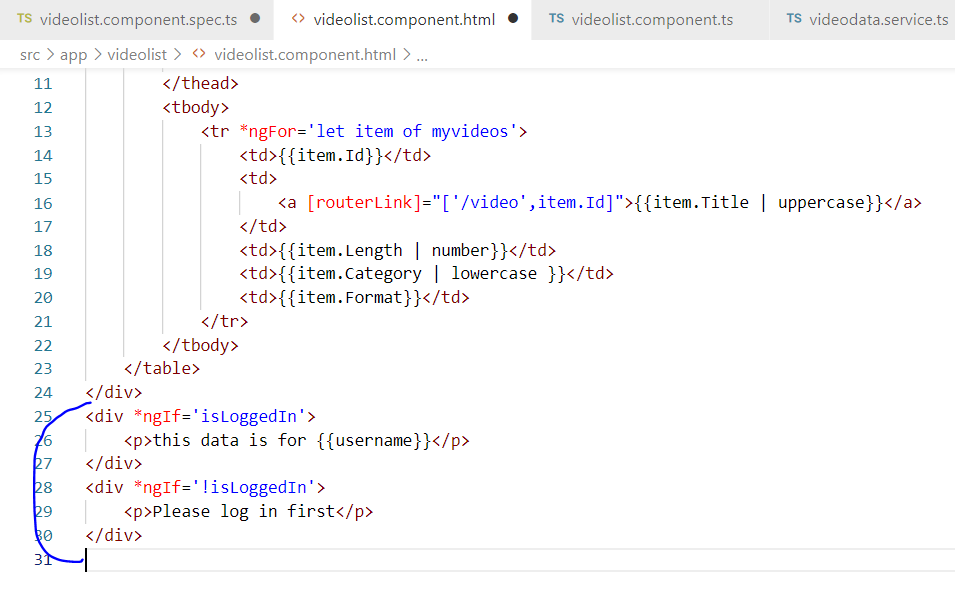 TS videolist.component.spec.ts ● <> videolist.component.html ● TS videolist.component.ts TS videodata.service.ts
src > app > videolist > <> videolist.component.html > ...
11 </thead>
12 <tbody>
13 <tr *ngFor='let item of myvideos'>
14 <td>{{item.Id}}</td>
15 <td>
16 <a [routerLink]="['/video',item.Id]">{{item.Title | uppercase}}</a>
17 </td>
18 <td>{{item.Length | number}}</td>
19 <td>{{item.Category | lowercase }}</td>
20 <td>{{item.Format}}</td>
21 </tr>
22 </tbody>
23 </table>
24 </div>
25 <div *ngIf='isLoggedIn'>
26 <p>this data is for {{username}}</p>
27 </div>
28 <div *ngIf='!isLoggedIn'>
29 <p>Please log in first</p>
30 </div>
31